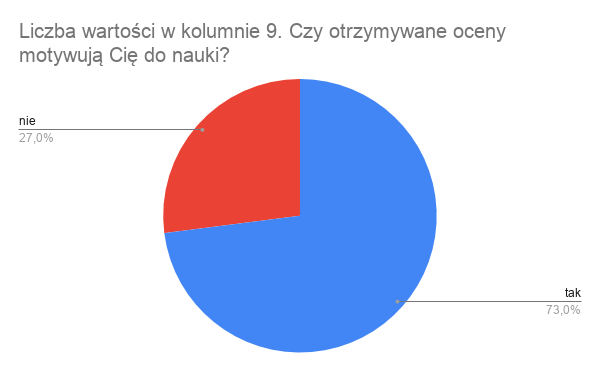 Liczba wartości w kolumnie 9. Czy otrzymywane oceny
motywują Cię do nauki?
nie
27,0%
tak
73,0%